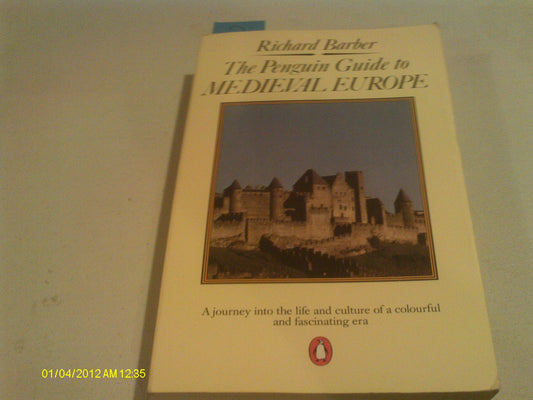 Richard Barber
The Penguin Guide to
MEDIEVAL EUROPE
A journey into the life and culture of a colourful
and fascinating era
01/04/2012 AM 12:35